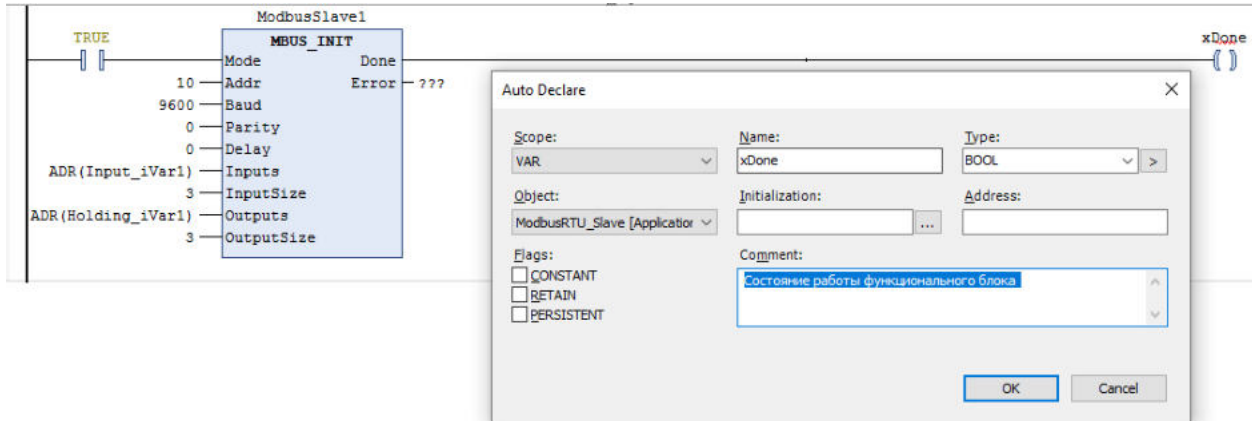 ModbusSlave1
TRUE
MBUS_INIT
xDone
Mode Done
10 Addr Error ???
9600 Baud
0 Parity
0 Delay
ADR(Input_iVar1) Inputs
3 InputSize
ADR(Holding_iVar1) Outputs
3 OutputSize
Auto Declare
Scope: Name: Type:
VAR xDone BOOL >
Object: Initialization: Address:
ModbusRTU_Slave [Application ...
Flags: Comment:
CONSTANT Состояние работы функционального блока
RETAIN
PERSISTENT
OK Cancel